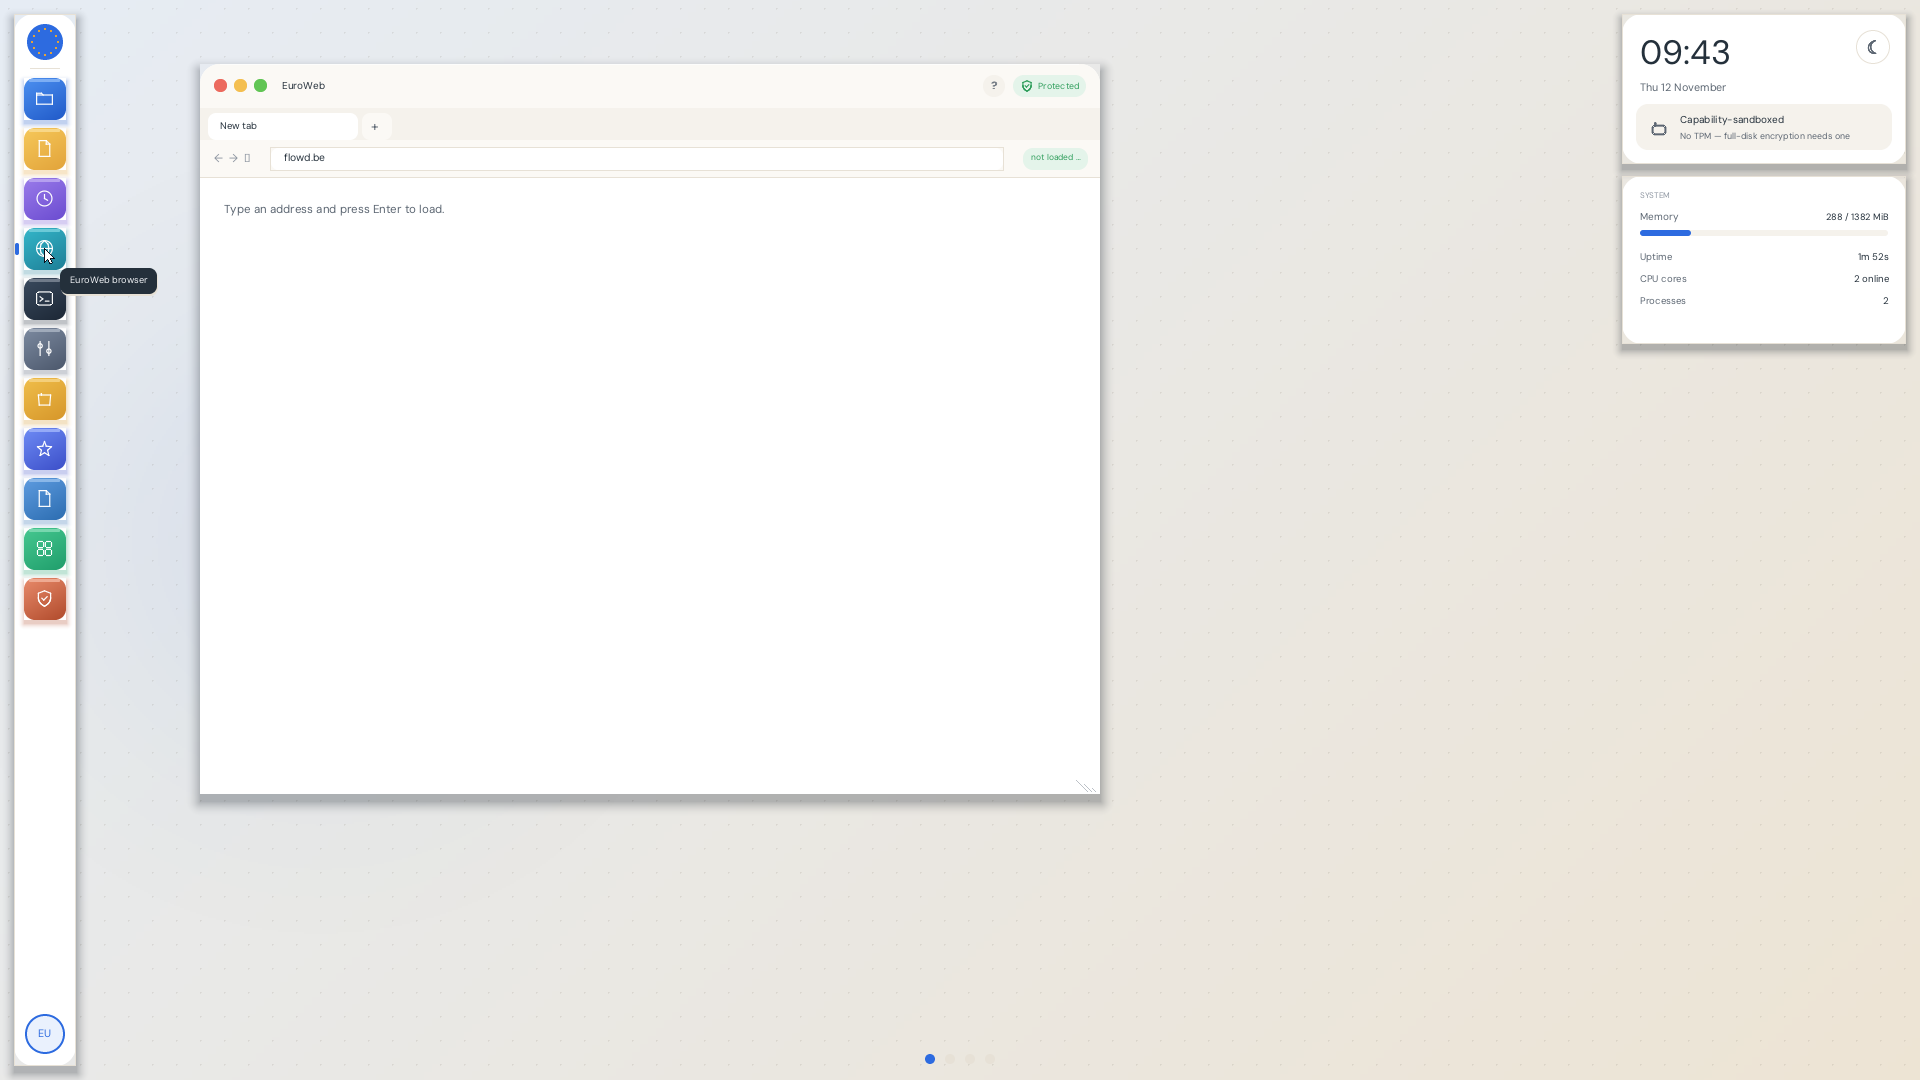 EuroWeb
?
Protected
New tab
+
flowd.be
not loaded ...
Type an address and press Enter to load.
EuroWeb browser
EU
09:43
Thu 12 November
Capability-sandboxed
No TPM — full-disk encryption needs one
SYSTEM
Memory 288 / 1382 MiB
Uptime 1m 52s
CPU cores 2 online
Processes 2